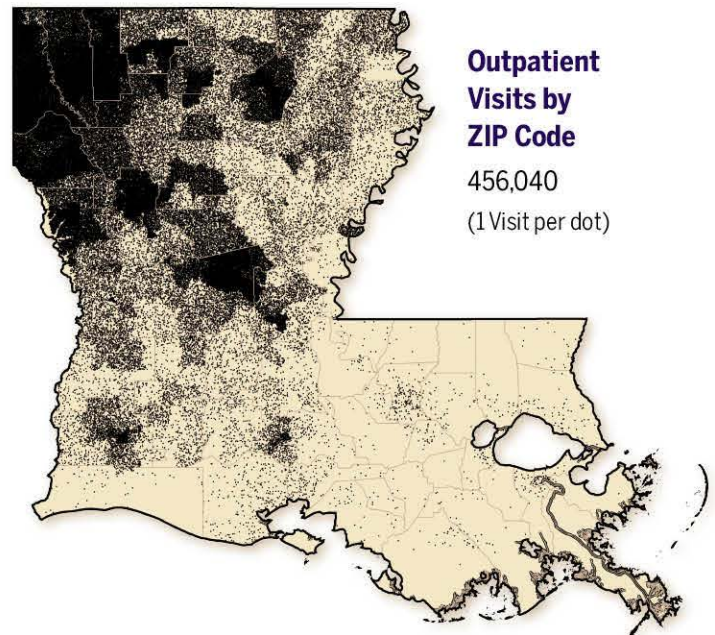 Outpatient
Visits by
ZIP Code
456,040
(1 Visit per dot)